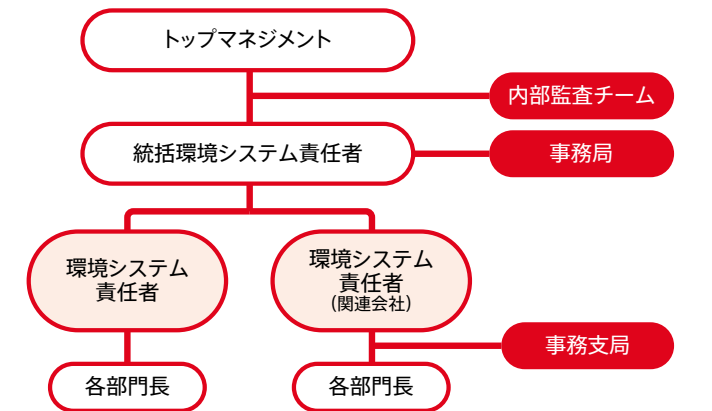 トップマネジメント
内部監査チーム
統括環境システム責任者
事務局
環境システム
責任者
環境システム
責任者
(関連会社)
事務支局
各部門長
各部門長